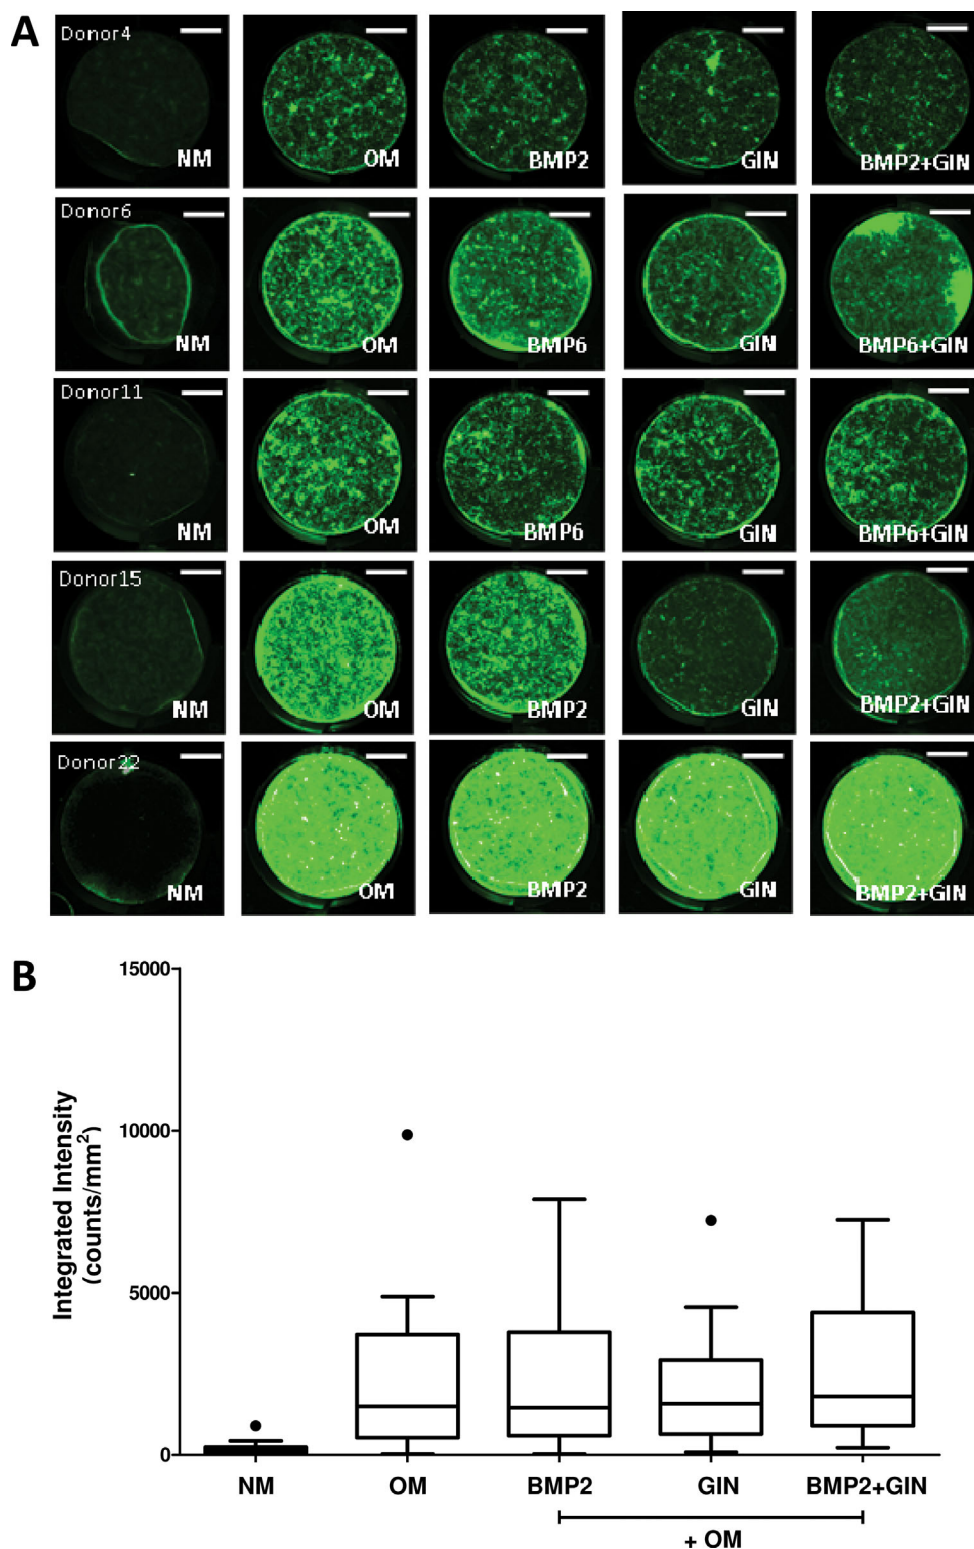 A
Donor4
NM
OM
BMP2
GIN
BMP2+GIN
Donor6
NM
OM
BMP6
GIN
BMP6+GIN
Donor11
NM
OM
BMP6
GIN
BMP6+GIN
Donor15
NM
OM
BMP2
GIN
BMP2+GIN
Donor22
NM
OM
BMP2
GIN
BMP2+GIN
B
Integrated Intensity
(counts/mm²)
15000
10000
5000
0
NM
OM
BMP2
GIN
BMP2+GIN
+ OM